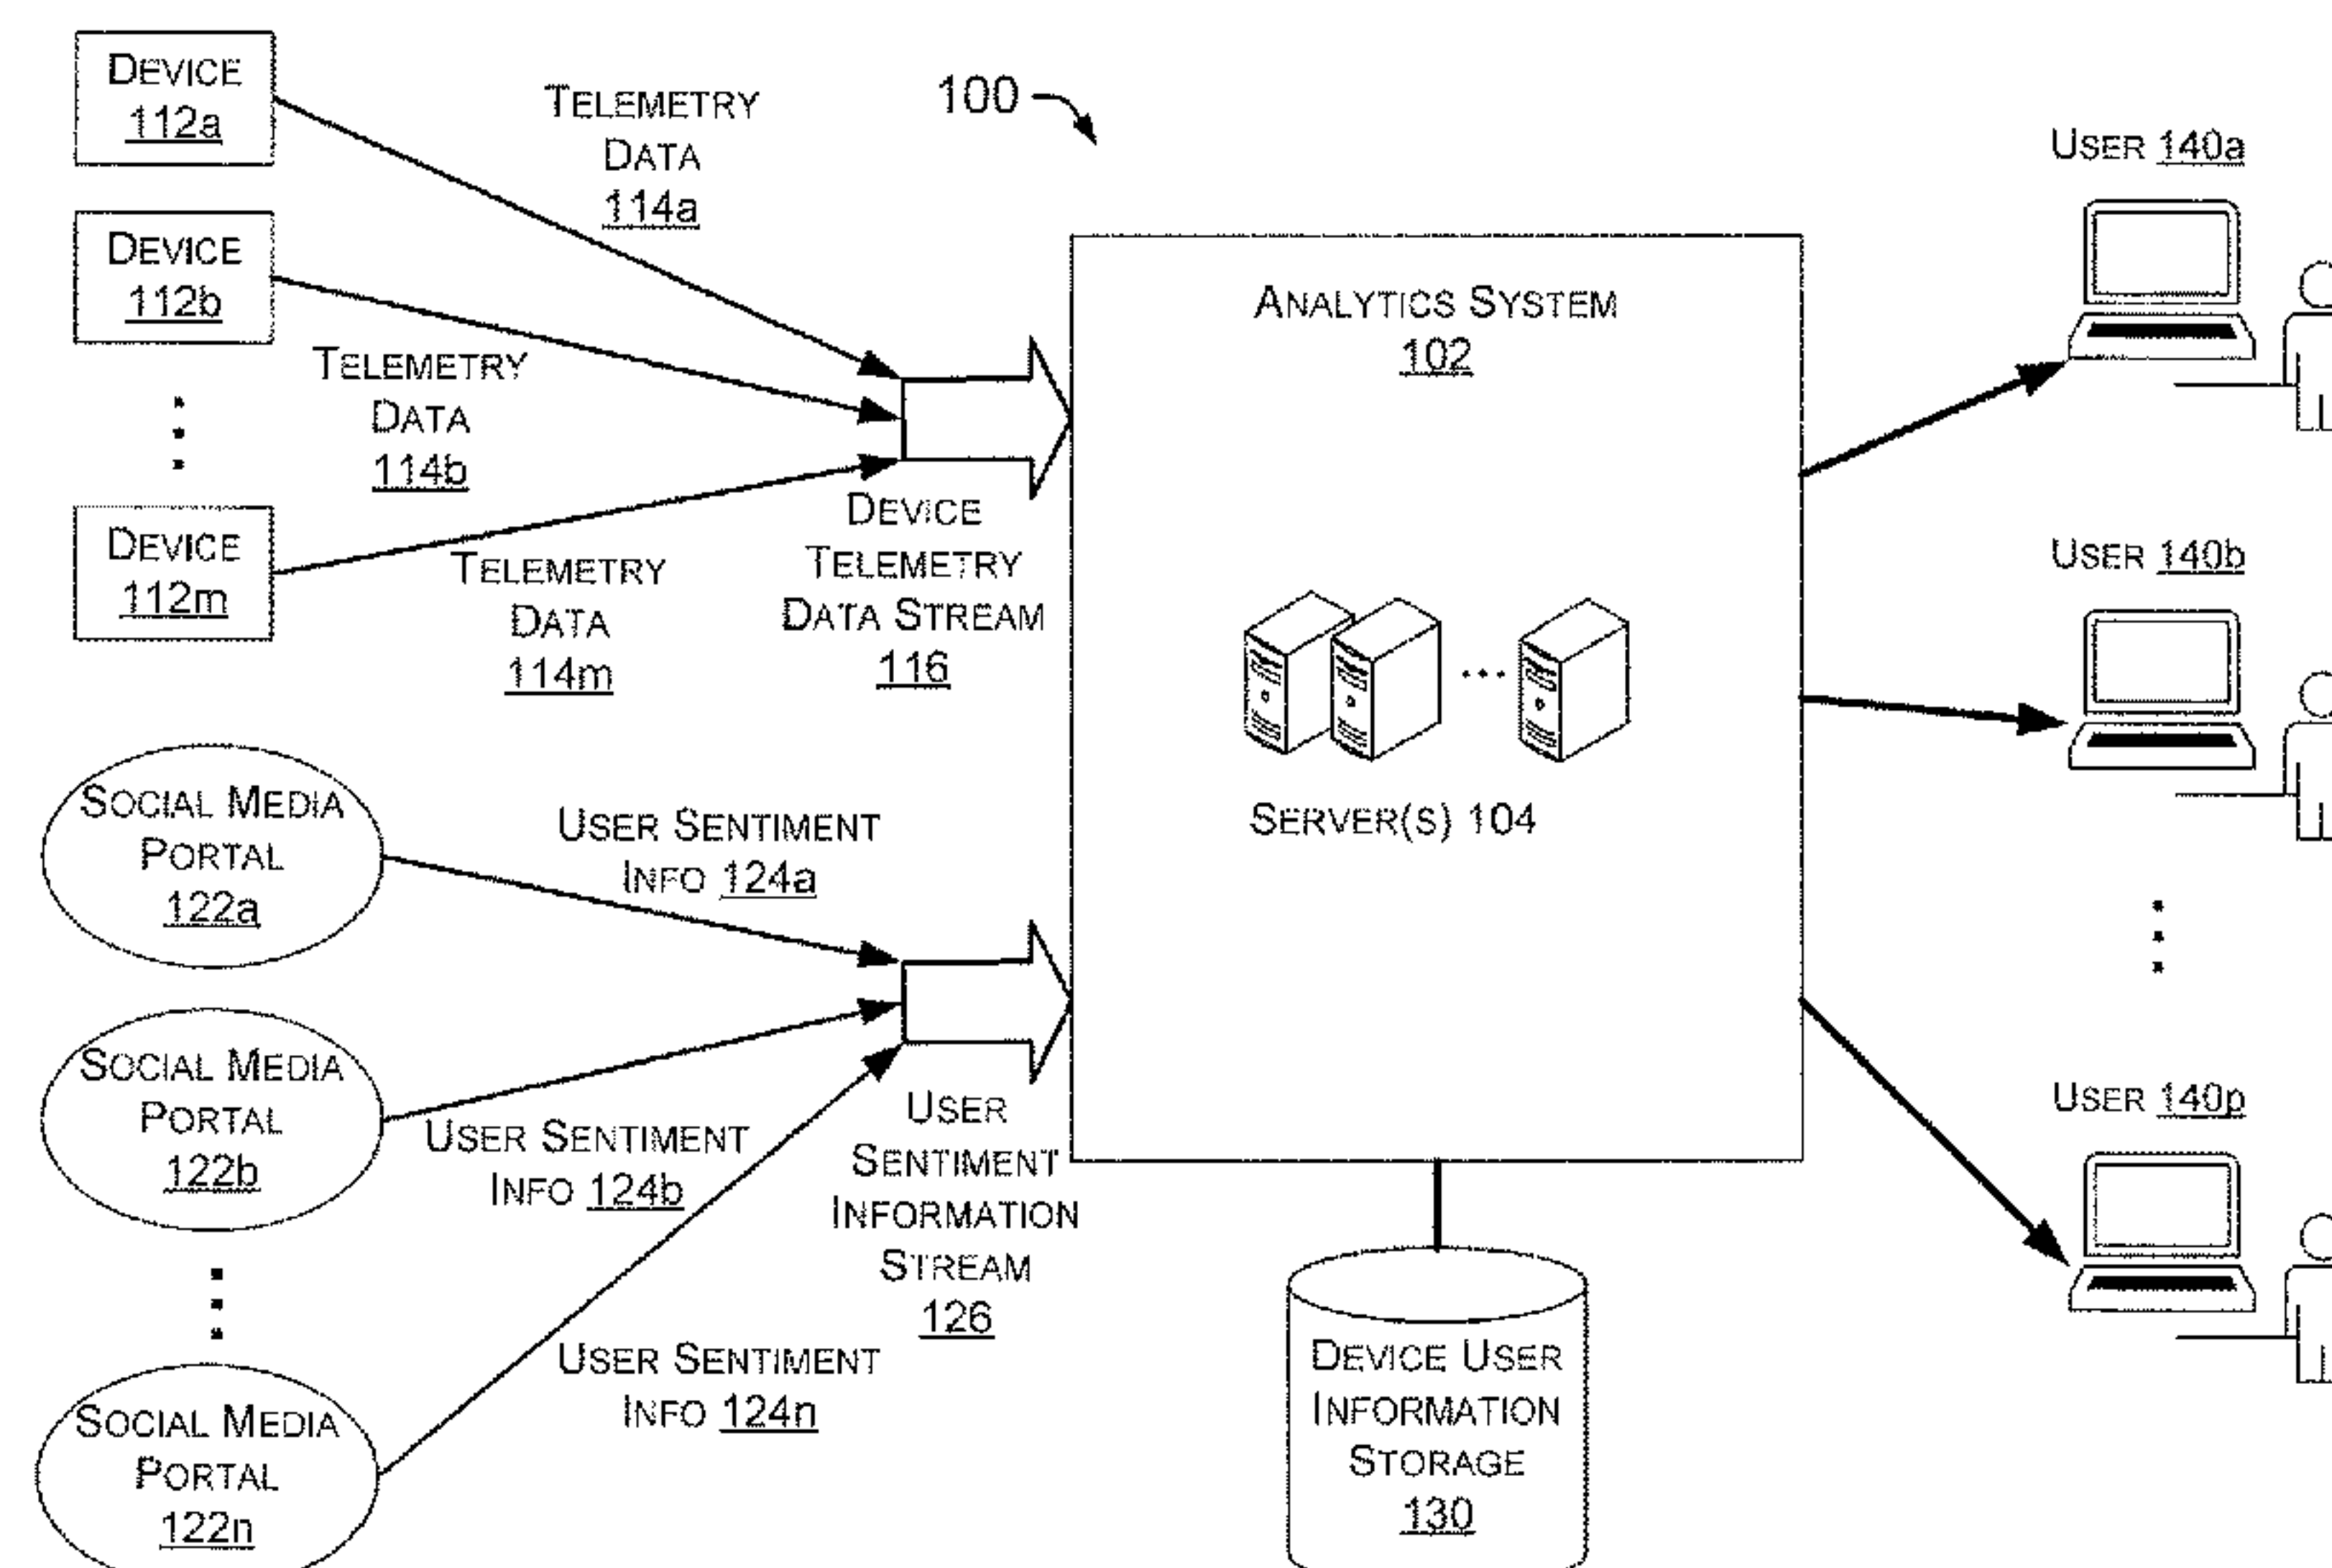 DEVICE
112a
TELEMETRY
DATA
114a
100
USER 140a
DEVICE
112b
TELEMETRY
DATA
114b
ANALYTICS SYSTEM
102
DEVICE
112m
TELEMETRY
DATA
114m
DEVICE
TELEMETRY
DATA STREAM
116
USER 140b
SERVER(S) 104
SOCIAL MEDIA
PORTAL
122a
USER SENTIMENT
INFO 124a
SOCIAL MEDIA
PORTAL
122b
USER SENTIMENT
INFO 124b
USER
SENTIMENT
INFORMATION
STREAM
126
USER 140p
SOCIAL MEDIA
PORTAL
122n
USER SENTIMENT
INFO 124n
DEVICE USER
INFORMATION
STORAGE
130